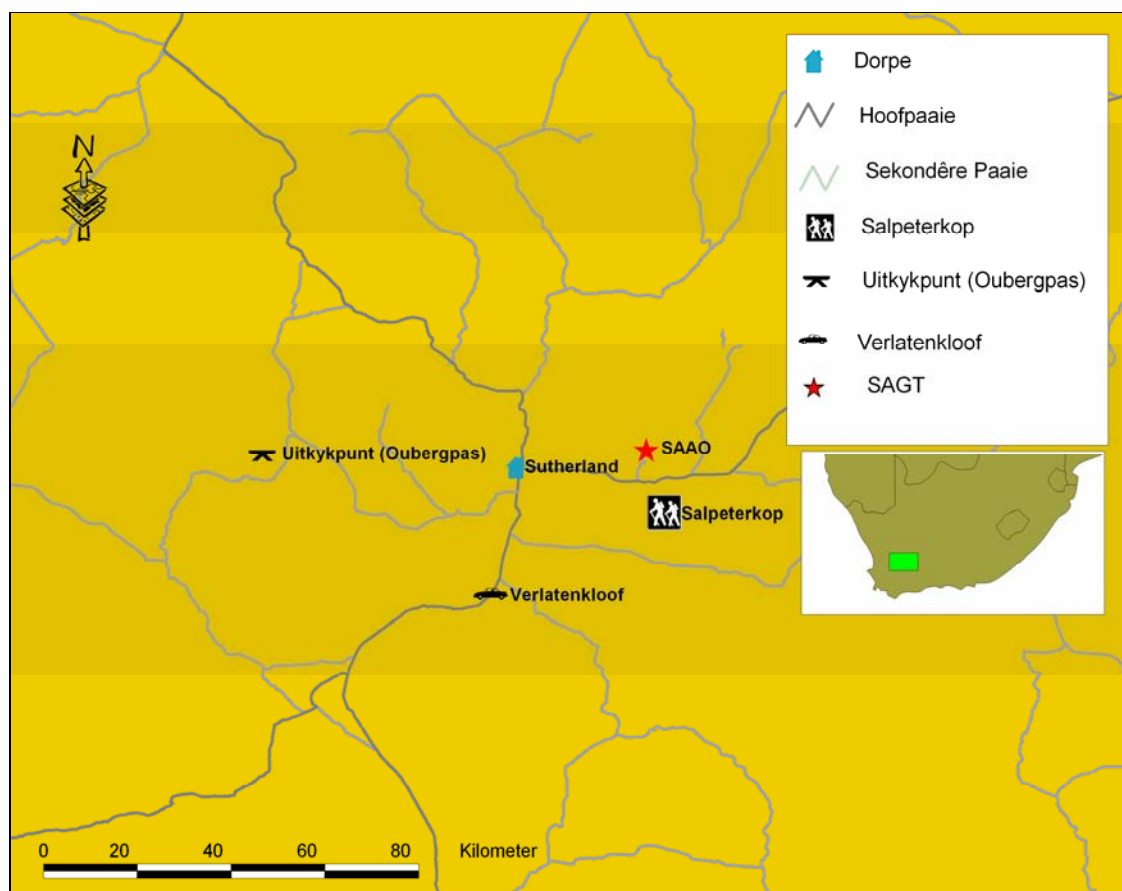 N
Dorpe
Hoofpaaie
Sekondêre Paaie
Salpeterkop
Uitkykpunt (Oubergpas)
Verlatenkloof
SAGT
Uitkykpunt (Oubergpas)
SAAO
Sutherland
Salpeterkop
Verlatenkloof
0 20 40 60 80 Kilometer